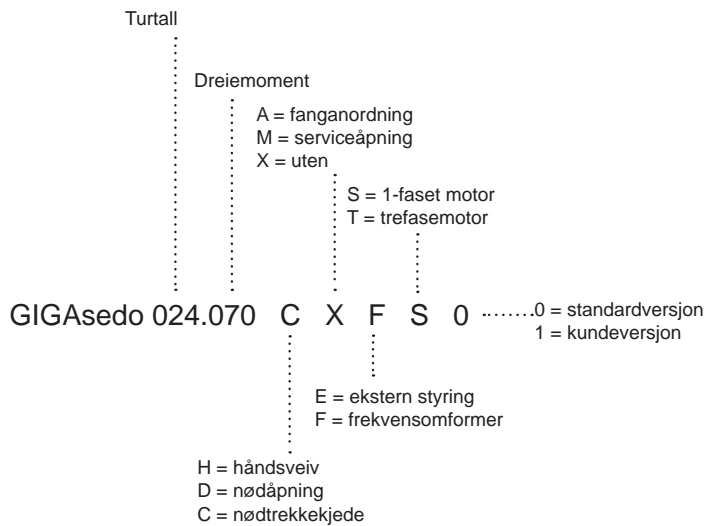 Turtall
Dreiemoment
A = fanganordning
M = serviceåpning
X = uten
S = 1-faset motor
T = trefasemotor
GIGAsedo 024.070 C X F S 0
0 = standardversjon
1 = kundeversjon
E = ekstern styring
F = frekvensomformer
H = håndsveiv
D = nødåpning
C = nødtrekkekjede